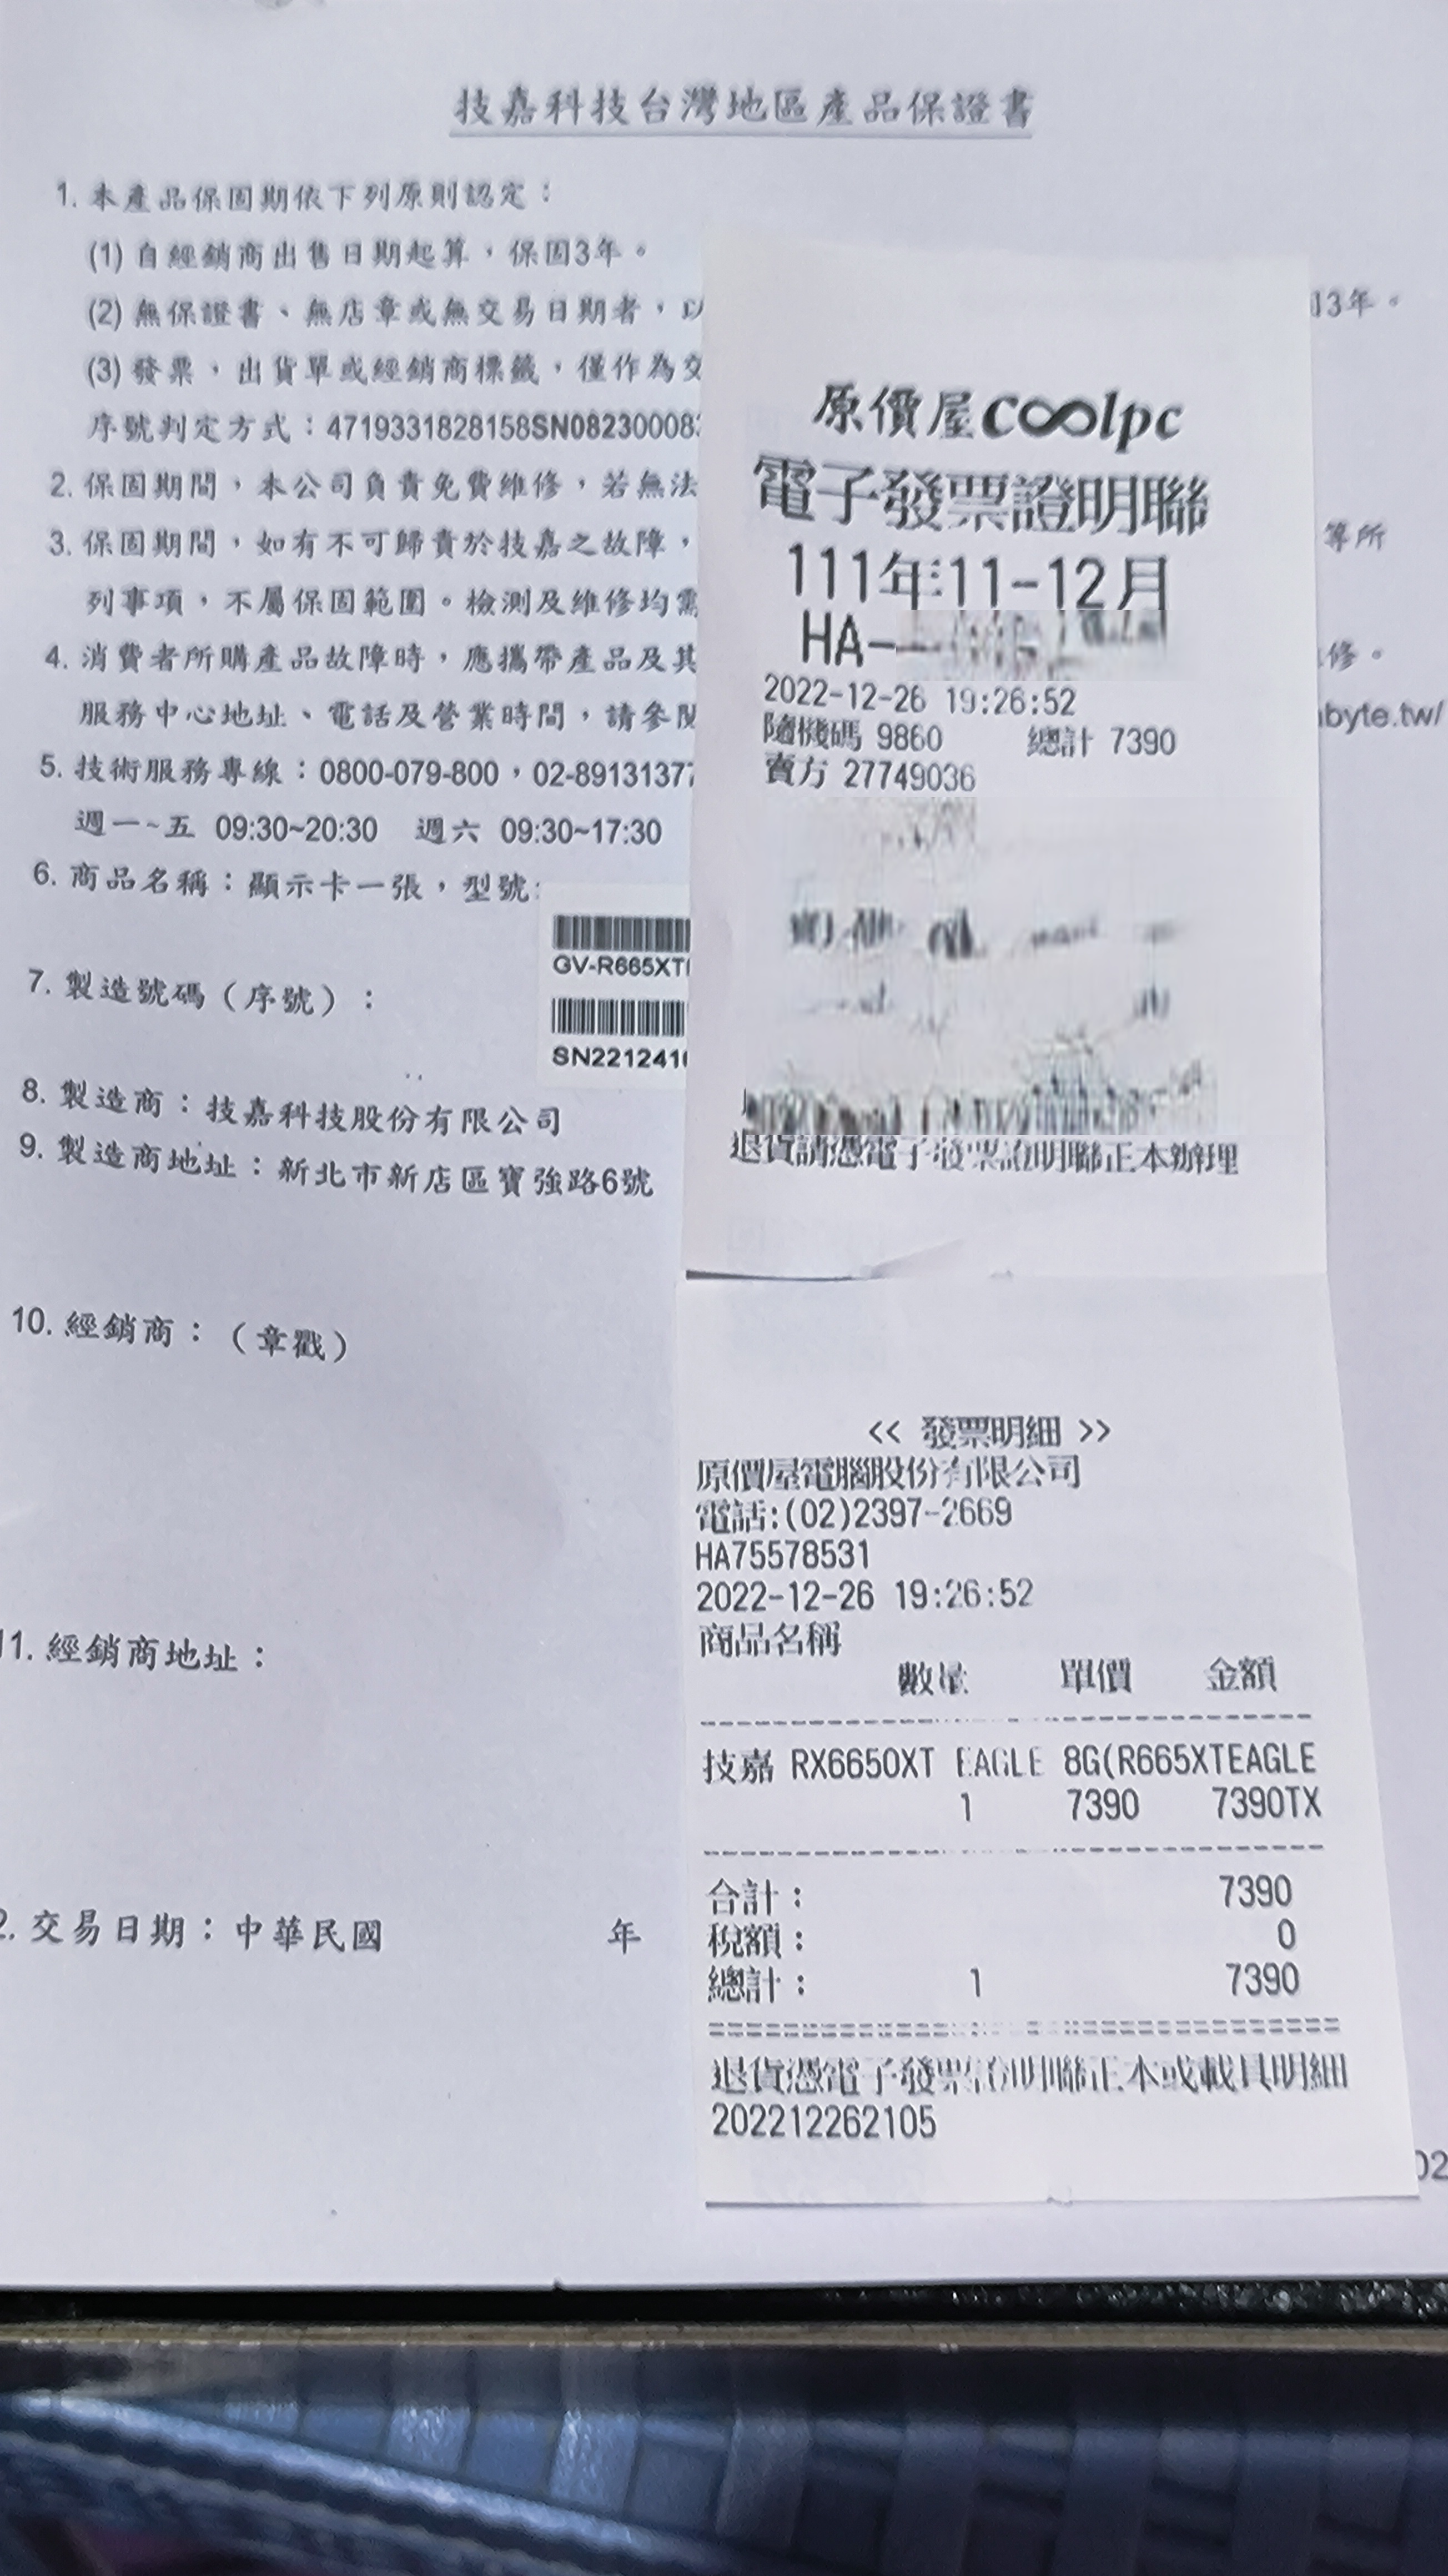 技嘉科技台灣地區產品保證書
1. 本產品保固期依下列原則認定：
(1) 自經銷商出售日期起算，保固3年。
(2) 無保證書、無店章或無交易日期者，以
3年。
(3) 發票，出貨單或經銷商標籤，僅作為交
序號判定方式：4719331828158SN08230008
2. 保固期間，本公司負責免費維修，若無法
3. 保固期間，如有不可歸責於技嘉之故障，
等所
列事項，不屬保固範圍。檢測及維修均需
4. 消費者所購產品故障時，應攜帶產品及其
修。
服務中心地址、電話及營業時間，請參閱
byte.tw/
5. 技術服務專線：0800-079-800，02-8913137
週一~五 09:30~20:30 週六 09:30~17:30
6. 商品名稱：顯示卡一張，型號:
GV-R665XT
7. 製造號碼（序號）：
SN2212410
8. 製造商：技嘉科技股份有限公司
9. 製造商地址：新北市新店區寶強路6號
10. 經銷商：（章戳）
11. 經銷商地址：
2. 交易日期：中華民國 年
02
原價屋coolpc
電子發票證明聯
111年11-12月
HA-
2022-12-26 19:26:52
隨機碼 9860 總計 7390
賣方 27749036
退貨請憑電子發票證明聯正本辦理
<< 發票明細 >>
原價屋電腦股份有限公司
電話:(02)2397-2669
HA75578531
2022-12-26 19:26:52
商品名稱
數量 單價 金額
技嘉 RX6650XT EAGLE 8G(R665XTEAGLE
1 7390 7390TX
合計： 7390
稅額： 0
總計： 1 7390
退貨憑電子發票證明聯正本或載具明細
202212262105